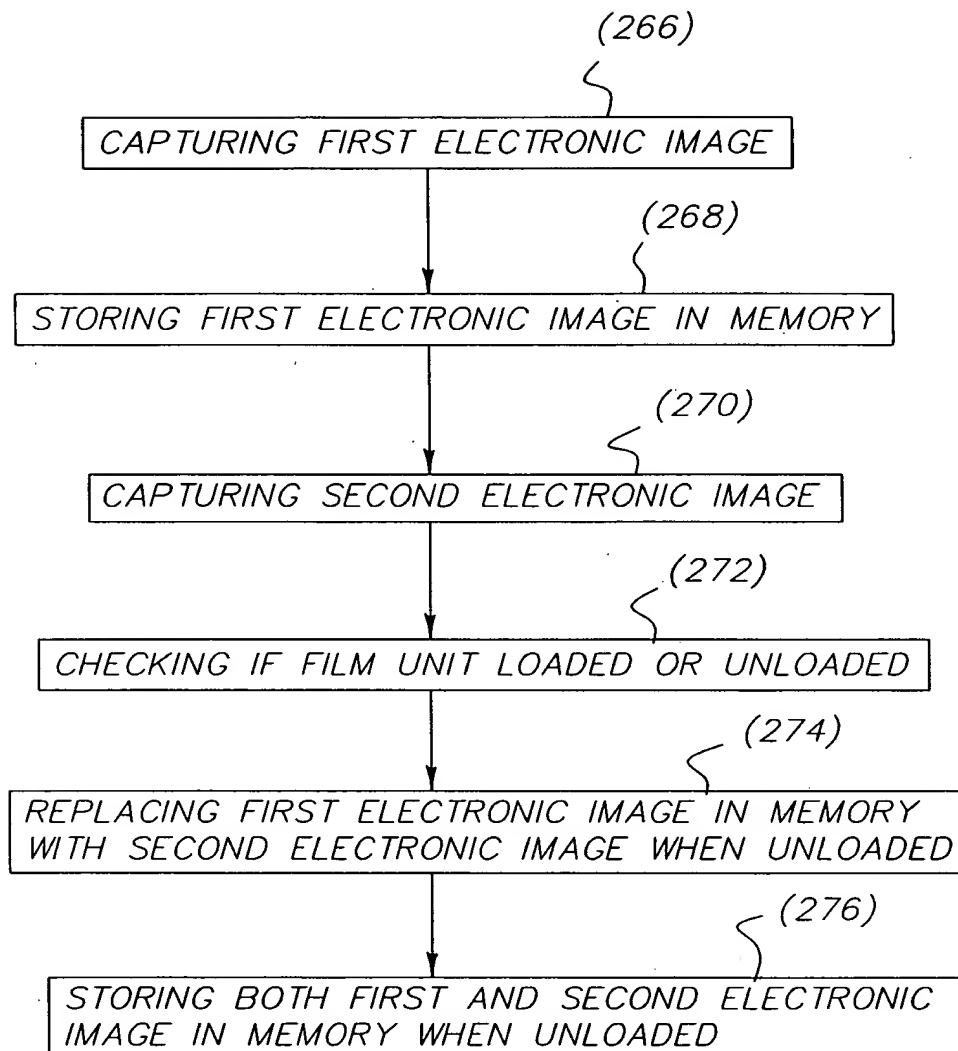 (266)
CAPTURING FIRST ELECTRONIC IMAGE
(268)
STORING FIRST ELECTRONIC IMAGE IN MEMORY
(270)
CAPTURING SECOND ELECTRONIC IMAGE
(272)
CHECKING IF FILM UNIT LOADED OR UNLOADED
(274)
REPLACING FIRST ELECTRONIC IMAGE IN MEMORY
WITH SECOND ELECTRONIC IMAGE WHEN UNLOADED
(276)
STORING BOTH FIRST AND SECOND ELECTRONIC
IMAGE IN MEMORY WHEN UNLOADED